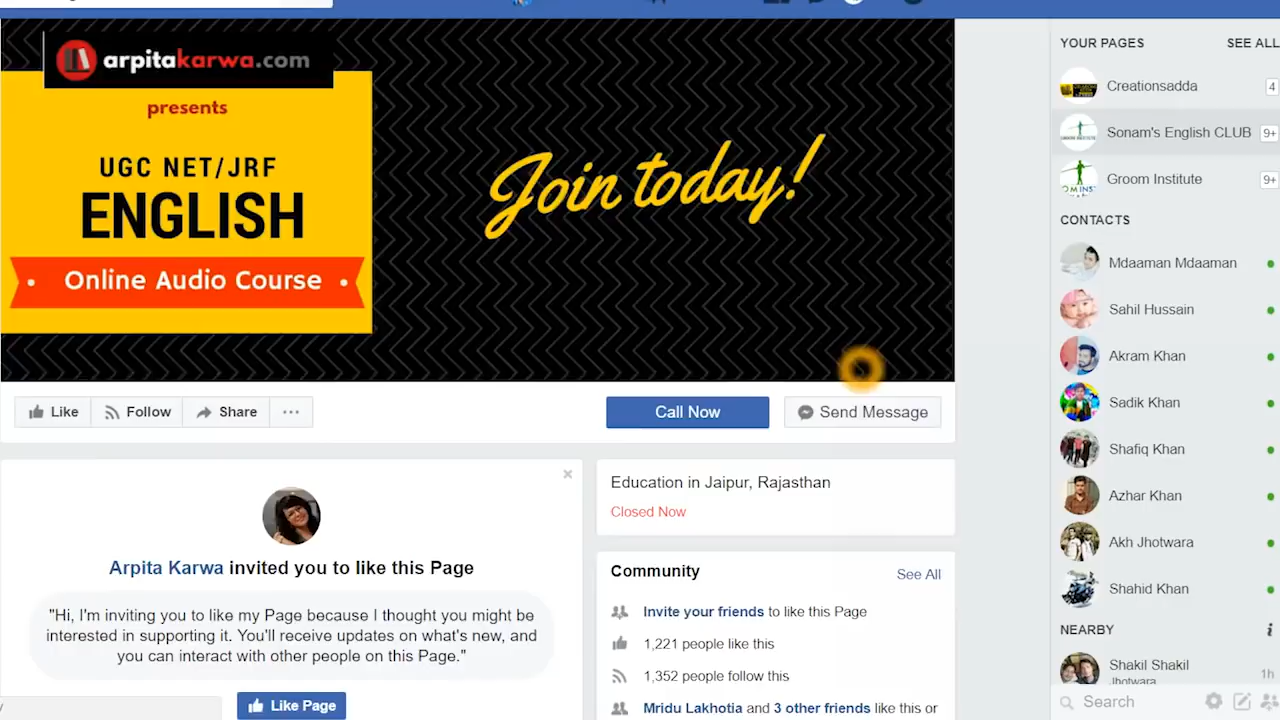 arpitakarwa.com
presents
UGC NET/JRF
ENGLISH
Online Audio Course
Join today!
Like
Follow
Share
Call Now
Send Message
Arpita Karwa invited you to like this Page
"Hi, I'm inviting you to like my Page because I thought you might be
interested in supporting it. You'll receive updates on what's new, and
you can interact with other people on this Page."
Like Page
Education in Jaipur, Rajasthan
Closed Now
Community
See All
Invite your friends to like this Page
1,221 people like this
1,352 people follow this
Mridu Lakhotia and 3 other friends like this or
YOUR PAGES
SEE ALL
Creationsadda
4
Sonam's English CLUB
9+
Groom Institute
9+
CONTACTS
Mdaaman Mdaaman
Sahil Hussain
Akram Khan
Sadik Khan
Shafiq Khan
Azhar Khan
Akh Jhotwara
Shahid Khan
NEARBY
Shakil Shakil
1h
Jhotwara
Search